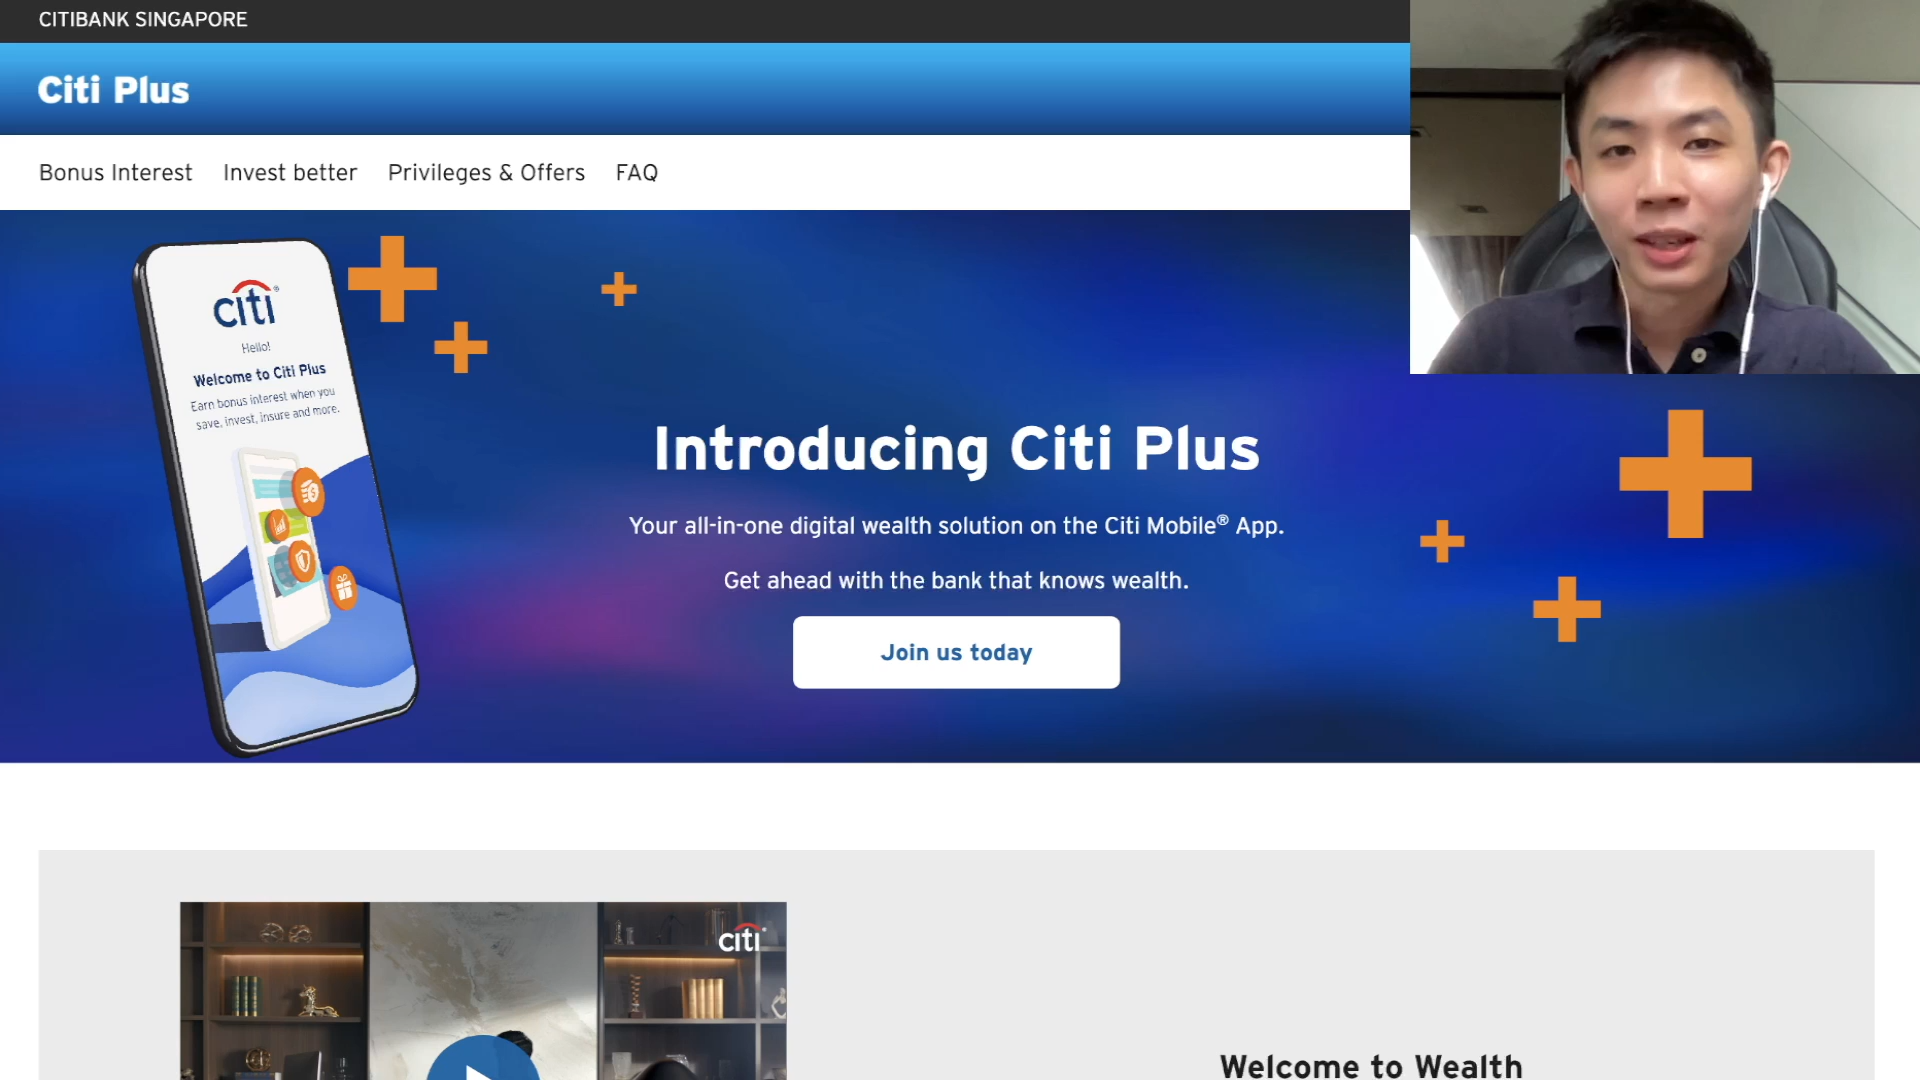 CITIBANK SINGAPORE
Citi Plus
Bonus Interest Invest better Privileges & Offers FAQ
citi®
Hello!
Welcome to Citi Plus
Earn bonus interest when you
save, invest, insure and more.
Introducing Citi Plus
Your all-in-one digital wealth solution on the Citi Mobile® App.
Get ahead with the bank that knows wealth.
Join us today
citi
Welcome to Wealth